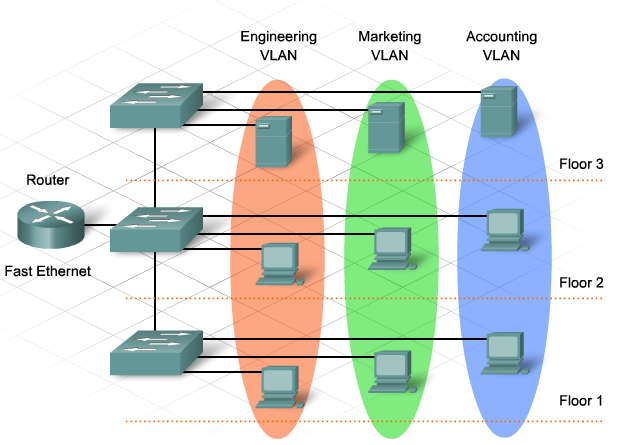 Engineering
VLAN
Marketing
VLAN
Accounting
VLAN
Floor 3
Router
Fast Ethernet
Floor 2
Floor 1